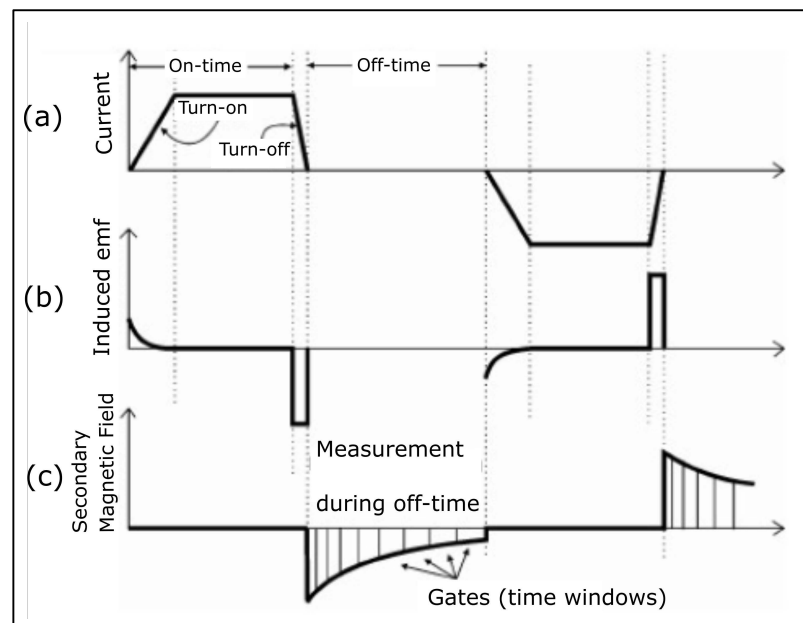 On-time
Off-time
(a)
Current
Turn-on
Turn-off
(b)
Induced emf
(c)
Secondary
Magnetic Field
Measurement
during off-time
Gates (time windows)